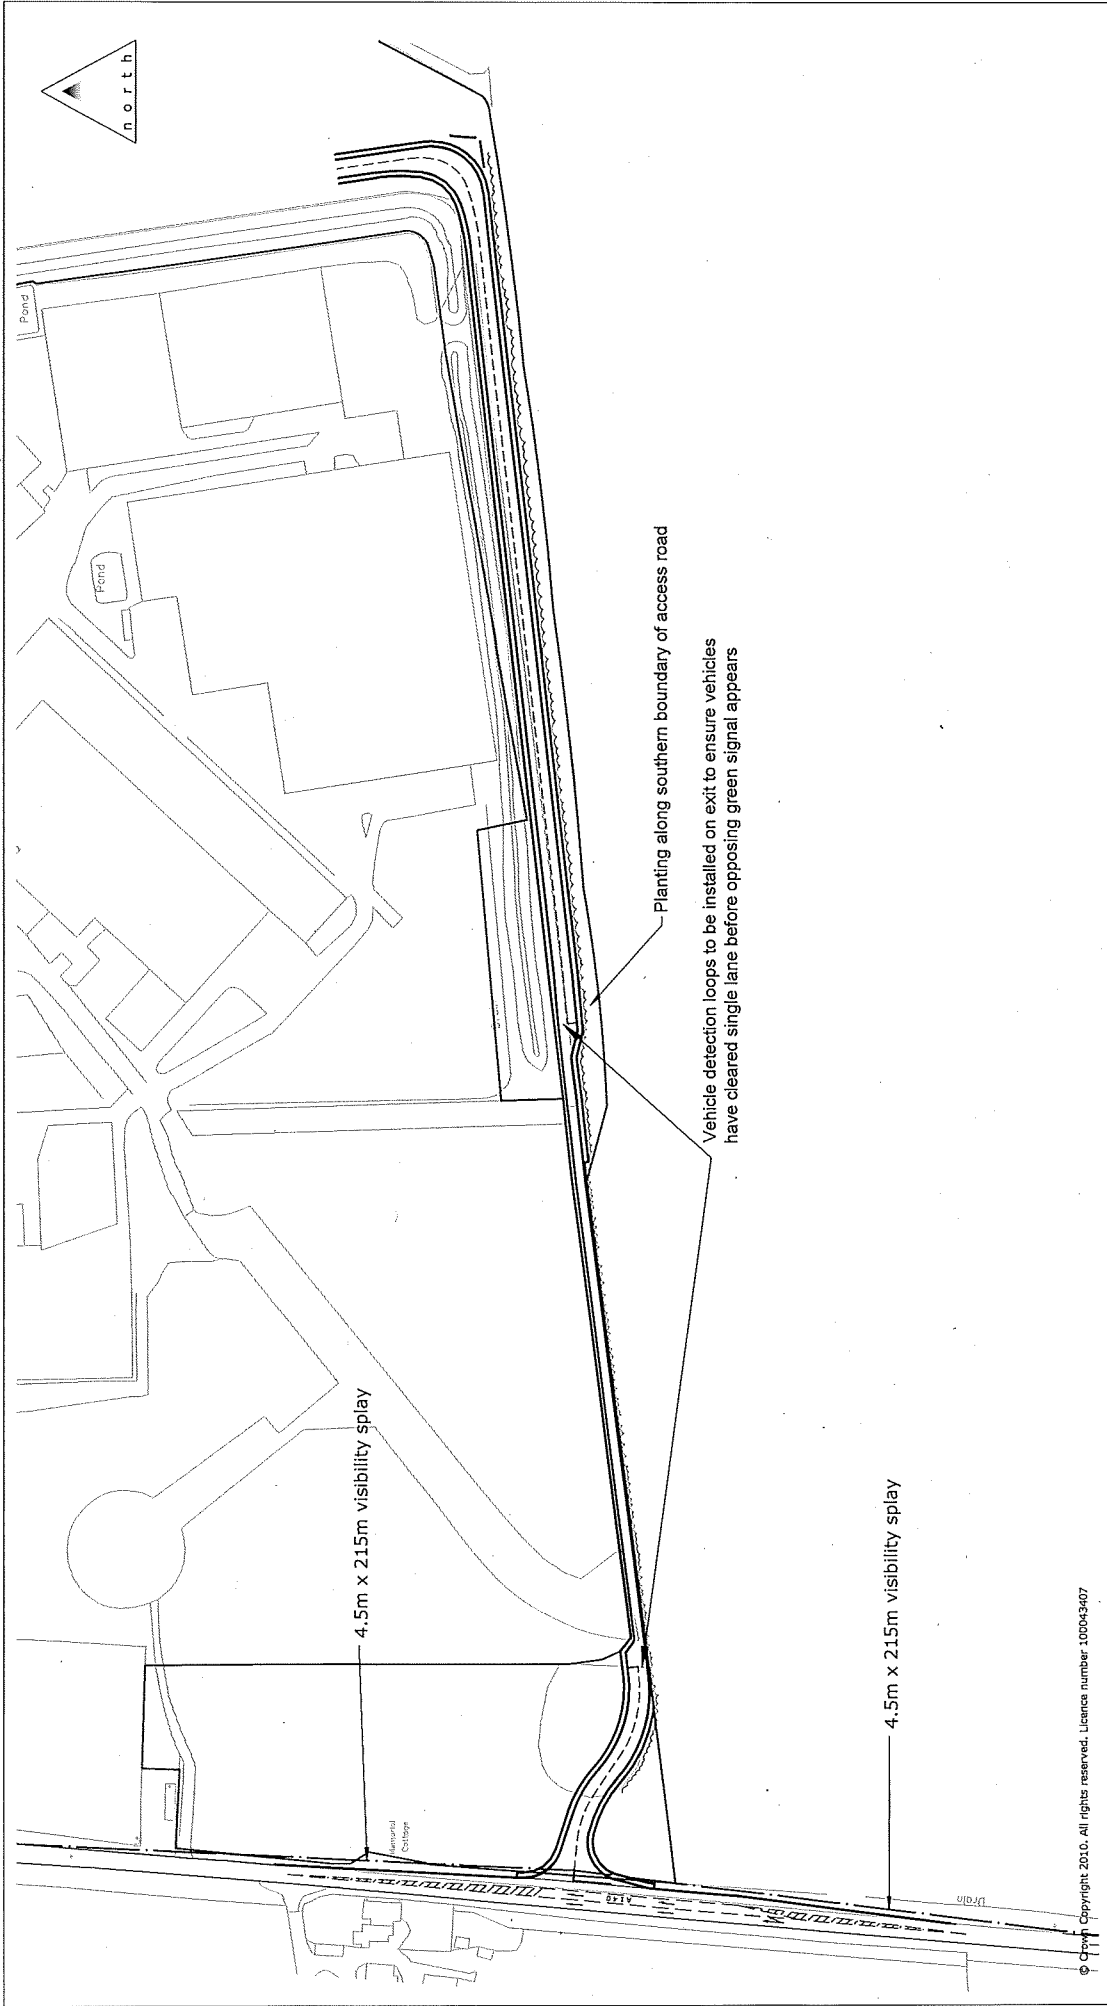 north
Pond
Pond
Planting along southern boundary of access road
Vehicle detection loops to be installed on exit to ensure vehicles
have cleared single lane before opposing green signal appears
4.5m x 215m visibility splay
4.5m x 215m visibility splay
Memorial
Cottage
A140
Drain
© Crown Copyright 2010. All rights reserved. Licence number 100043407